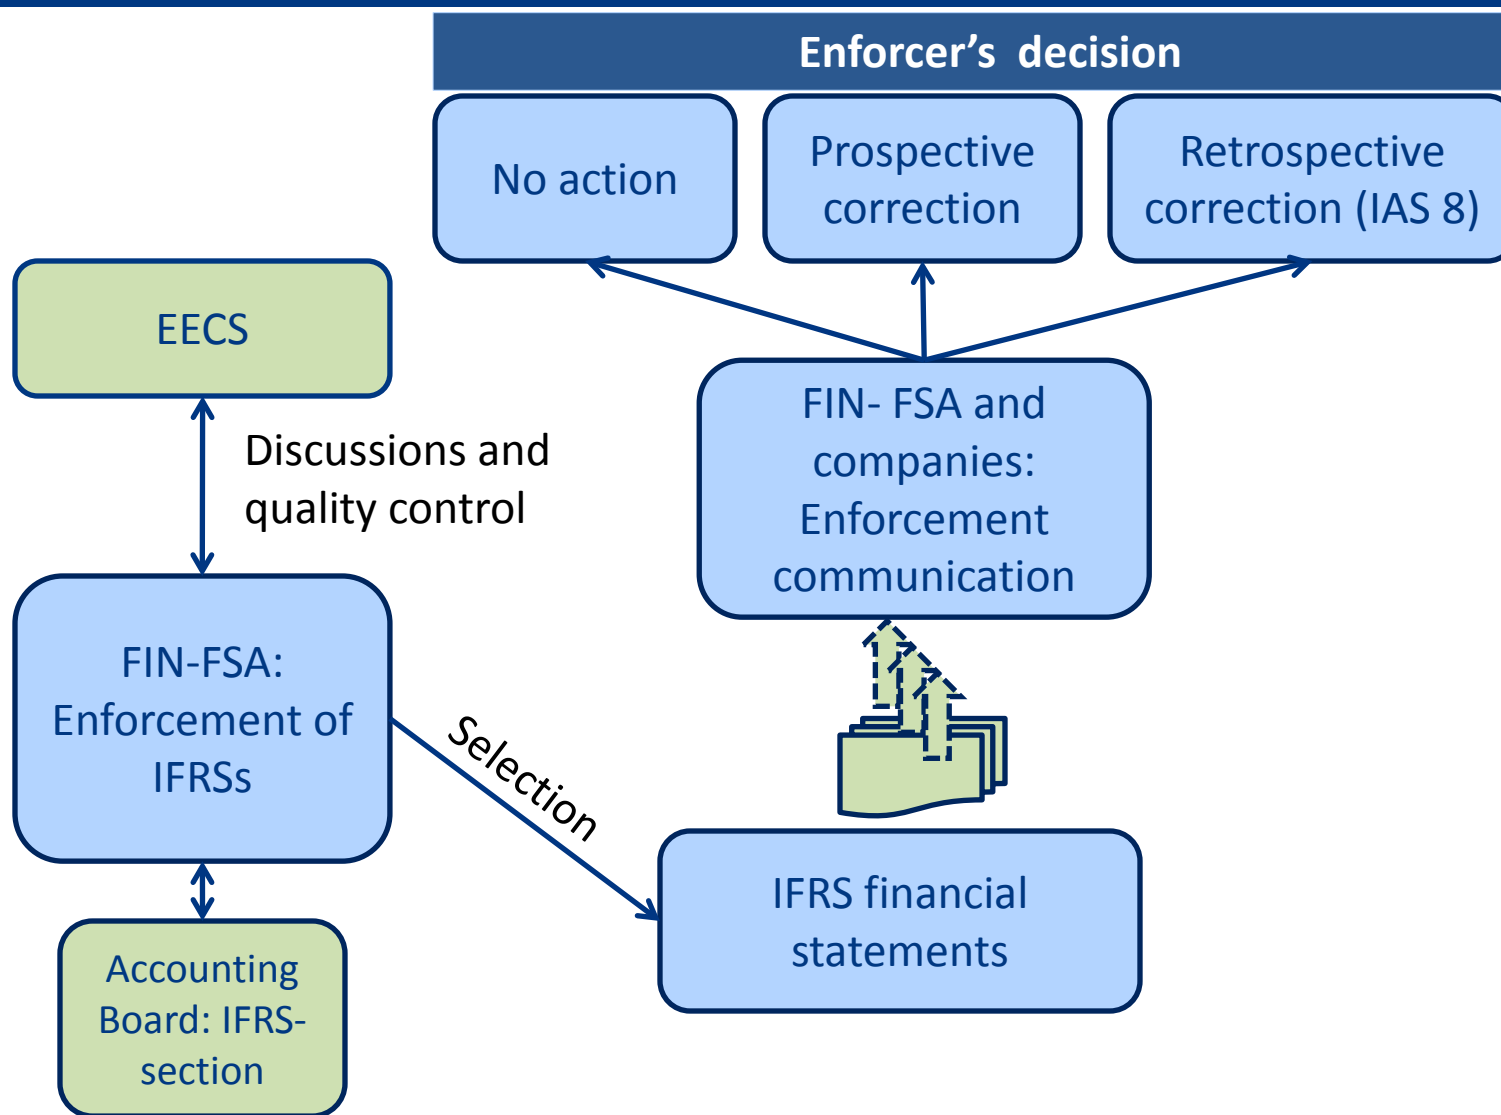 Enforcer’s decision
No action
Prospective
correction
Retrospective
correction (IAS 8)
EECS
Discussions and
quality control
FIN- FSA and
companies:
Enforcement
communication
FIN-FSA:
Enforcement of
IFRSs
Selection
IFRS financial
statements
Accounting
Board: IFRS-
section